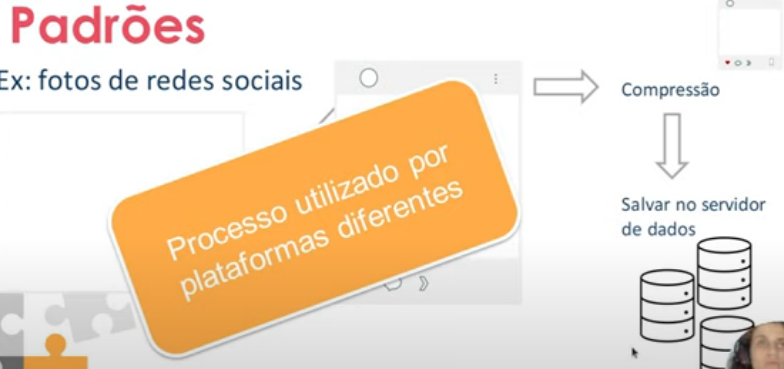 Padrões
Ex: fotos de redes sociais
Processo utilizado por
plataformas diferentes
Compressão
Salvar no servidor
de dados